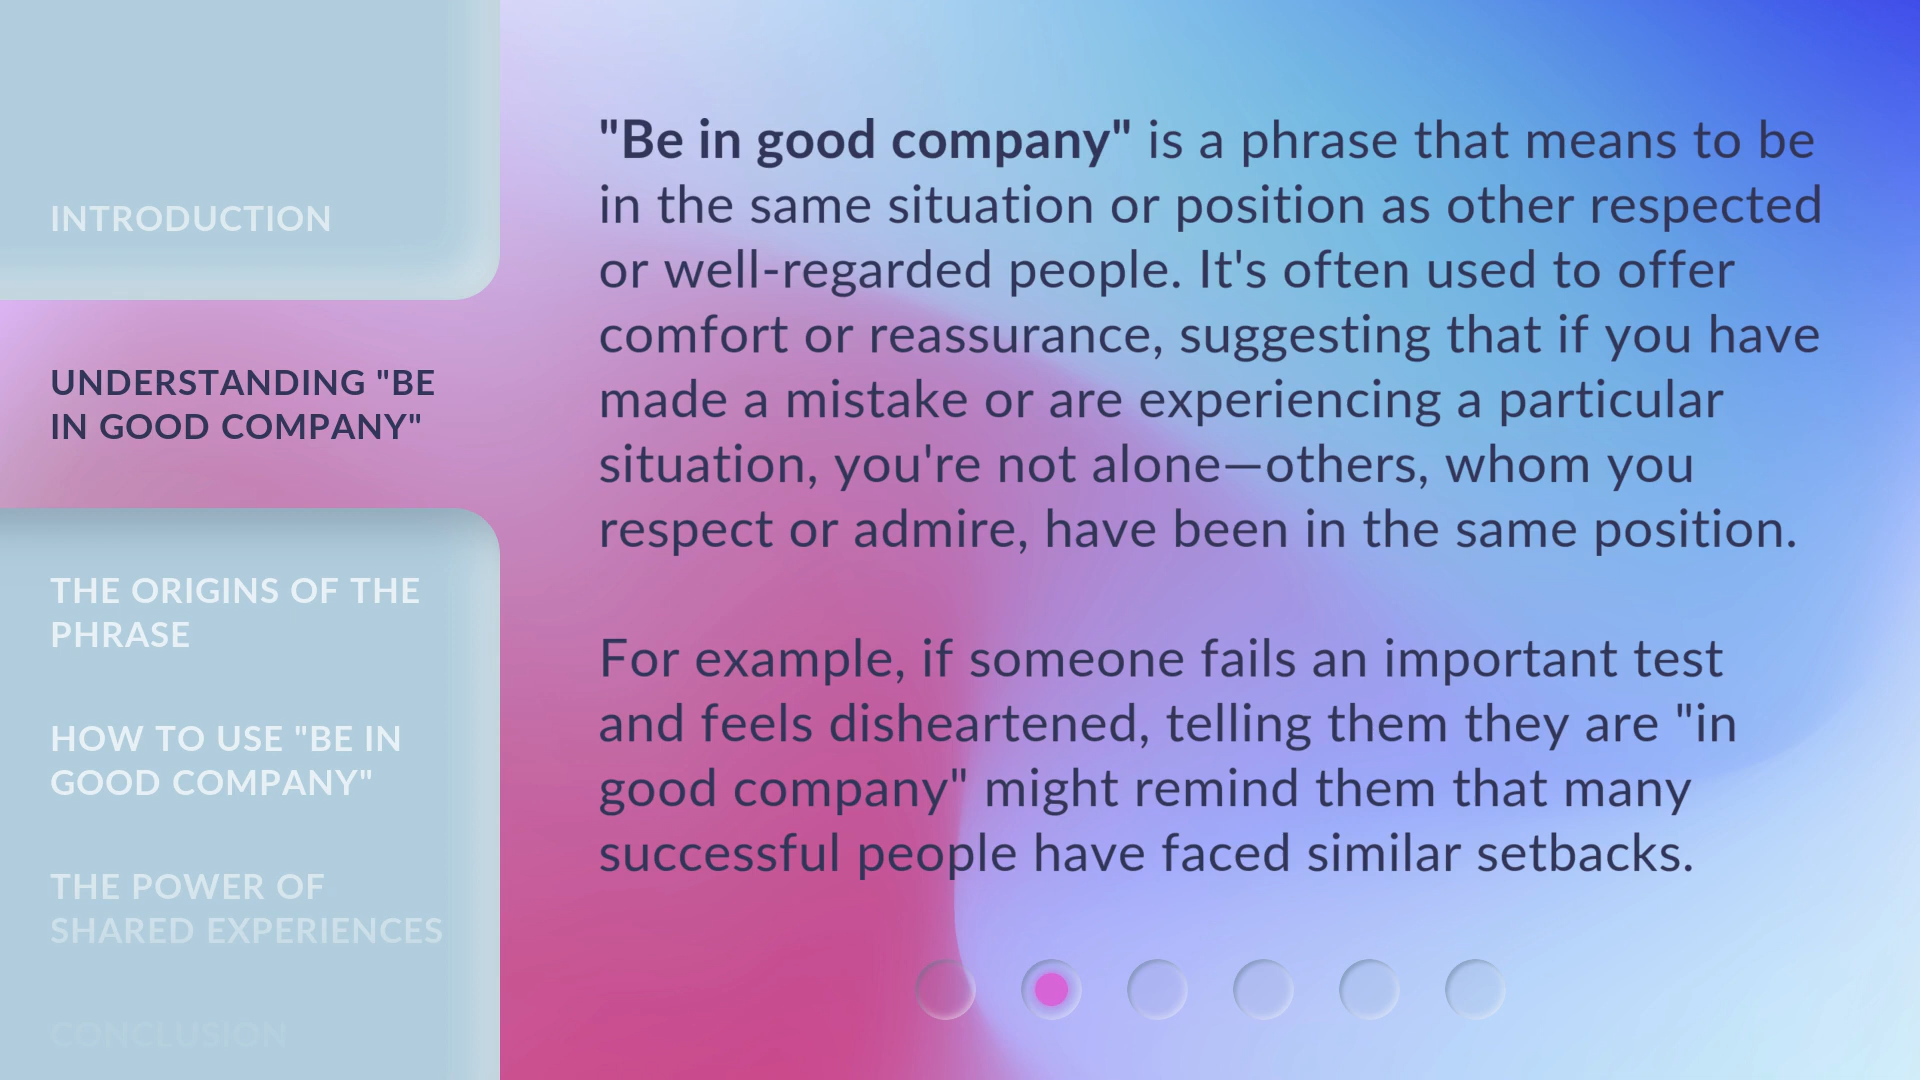 INTRODUCTION
UNDERSTANDING "BE
IN GOOD COMPANY"
THE ORIGINS OF THE
PHRASE
HOW TO USE "BE IN
GOOD COMPANY"
THE POWER OF
SHARED EXPERIENCES
CONCLUSION
"Be in good company" is a phrase that means to be
in the same situation or position as other respected
or well-regarded people. It's often used to offer
comfort or reassurance, suggesting that if you have
made a mistake or are experiencing a particular
situation, you're not alone—others, whom you
respect or admire, have been in the same position.
For example, if someone fails an important test
and feels disheartened, telling them they are "in
good company" might remind them that many
successful people have faced similar setbacks.